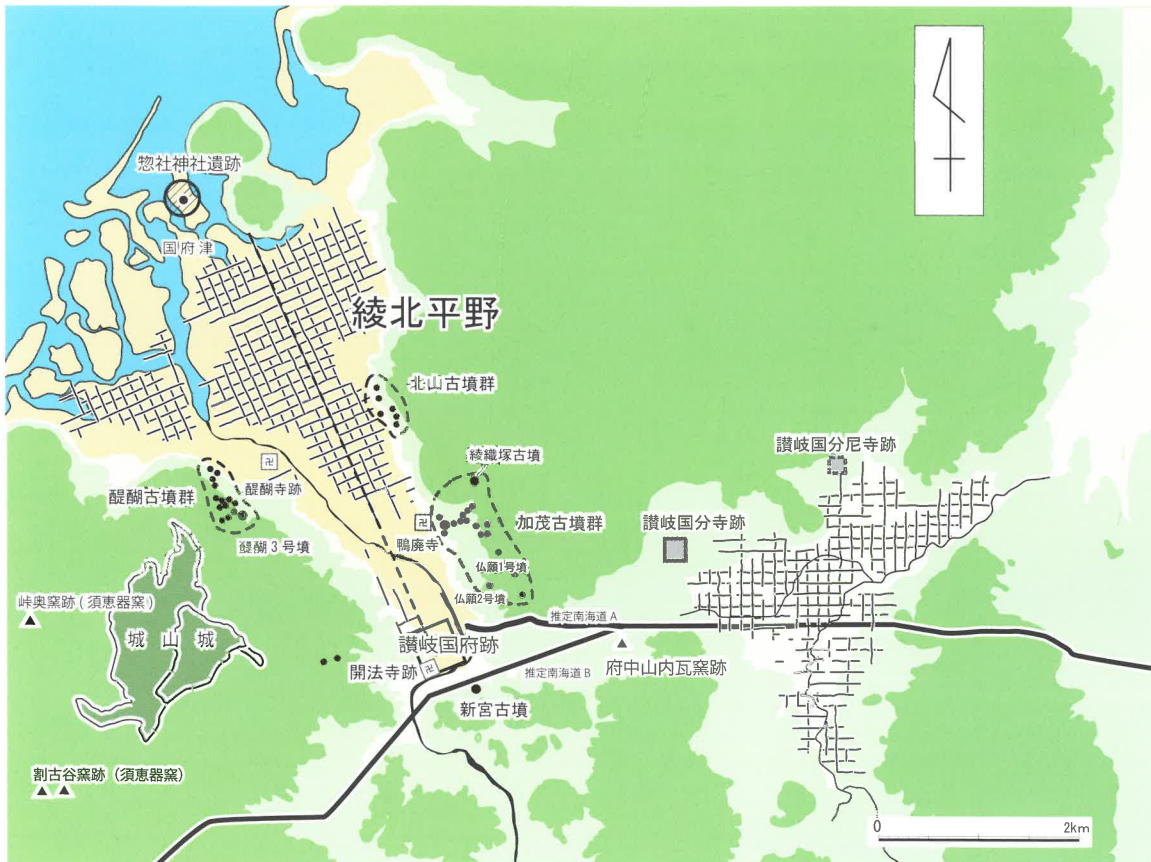 惣社神社遺跡
国府津
綾北平野
北山古墳群
綾織塚古墳
讃岐国分尼寺跡
卍
醍醐寺跡
醍醐古墳群
卍
鴨廃寺
加茂古墳群
讃岐国分寺跡
醍醐3号墳
仏願1号墳
仏願2号墳
峠奥窯跡(須恵器窯)
城山城
推定南海道A
讃岐国府跡
開法寺跡
卍
推定南海道B
府中山内瓦窯跡
新宮古墳
割古谷窯跡(須恵器窯)
0 2km